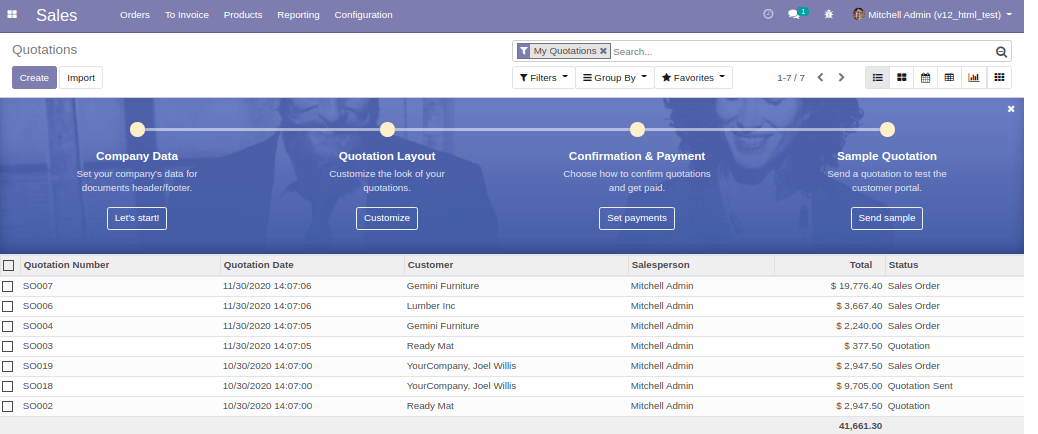 Sales Orders To Invoice Products Reporting Configuration 1 Mitchell Admin (v12_html_test)
Quotations My Quotations Search...
Create Import Filters Group By Favorites 1-7 / 7
Company Data Quotation Layout Confirmation & Payment Sample Quotation
Set your company's data for Customize the look of your Choose how to confirm quotations Send a quotation to test the
documents header/footer. quotations. and get paid. customer portal.
Let's start! Customize Set payments Send sample
Quotation Number Quotation Date Customer Salesperson Total Status
SO007 11/30/2020 14:07:06 Gemini Furniture Mitchell Admin $ 19,776.40 Sales Order
SO006 11/30/2020 14:07:06 Lumber Inc Mitchell Admin $ 3,667.40 Sales Order
SO004 11/30/2020 14:07:05 Gemini Furniture Mitchell Admin $ 2,240.00 Sales Order
SO003 11/30/2020 14:07:05 Ready Mat Mitchell Admin $ 377.50 Quotation
SO019 10/30/2020 14:07:00 YourCompany, Joel Willis Mitchell Admin $ 2,947.50 Sales Order
SO018 10/30/2020 14:07:00 YourCompany, Joel Willis Mitchell Admin $ 9,705.00 Quotation Sent
SO002 10/30/2020 14:07:00 Ready Mat Mitchell Admin $ 2,947.50 Quotation
41,661.30